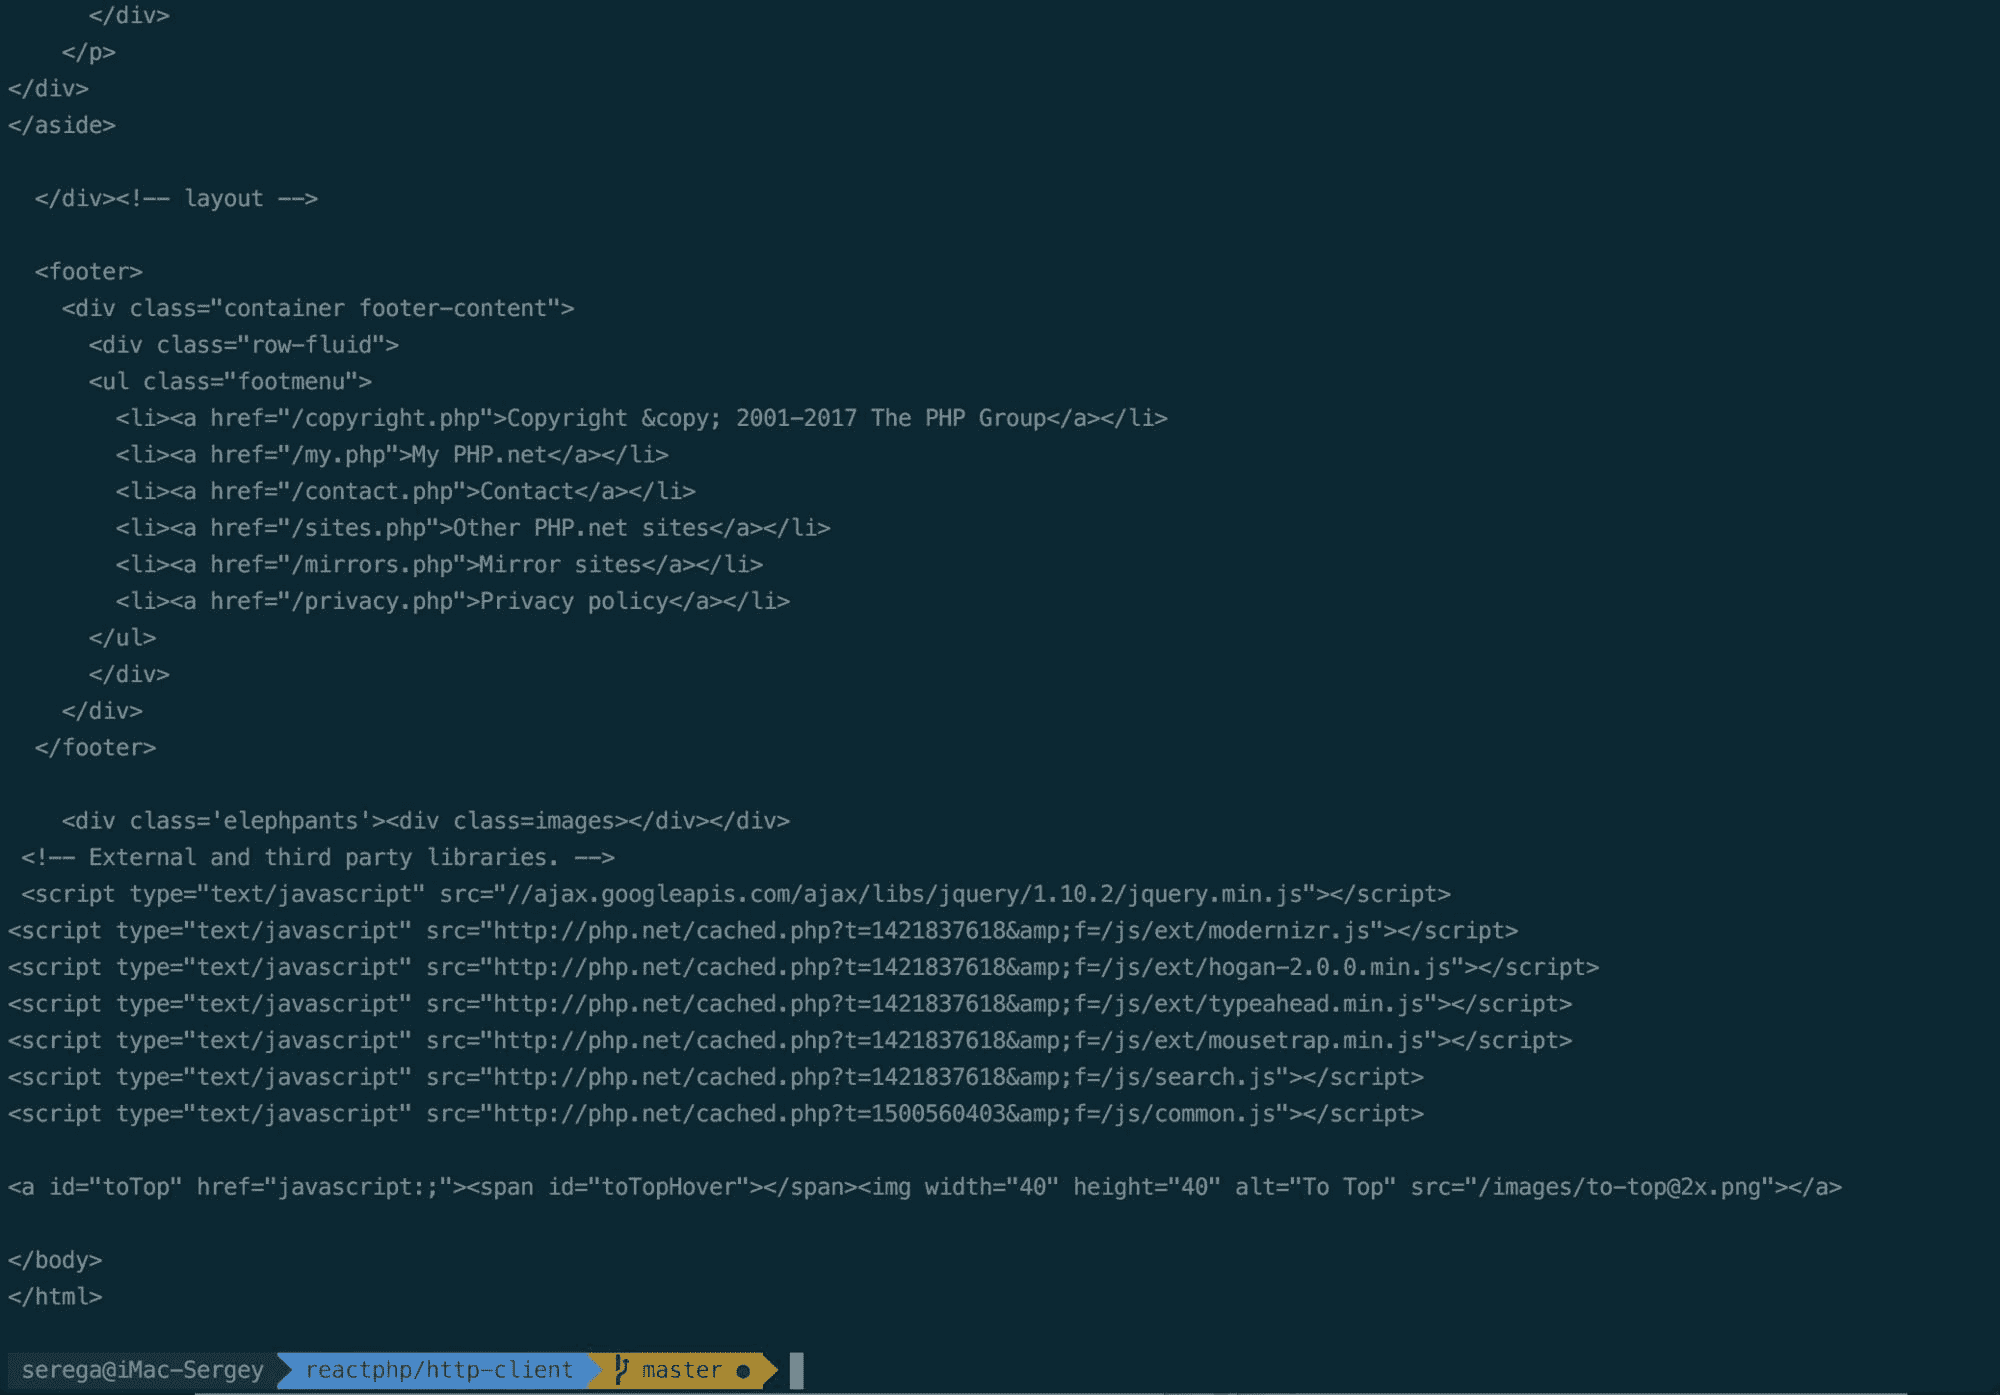 </div>
    </p>
</div>
</aside>

  </div><!-- layout -->

  <footer>
    <div class="container footer-content">
      <div class="row-fluid">
      <ul class="footmenu">
        <li><a href="/copyright.php">Copyright &copy; 2001-2017 The PHP Group</a></li>
        <li><a href="/my.php">My PHP.net</a></li>
        <li><a href="/contact.php">Contact</a></li>
        <li><a href="/sites.php">Other PHP.net sites</a></li>
        <li><a href="/mirrors.php">Mirror sites</a></li>
        <li><a href="/privacy.php">Privacy policy</a></li>
      </ul>
      </div>
    </div>
  </footer>

    <div class='elephpants'><div class=images></div></div>
 <!-- External and third party libraries. -->
 <script type="text/javascript" src="//ajax.googleapis.com/ajax/libs/jquery/1.10.2/jquery.min.js"></script>
<script type="text/javascript" src="http://php.net/cached.php?t=1421837618&amp;f=/js/ext/modernizr.js"></script>
<script type="text/javascript" src="http://php.net/cached.php?t=1421837618&amp;f=/js/ext/hogan-2.0.0.min.js"></script>
<script type="text/javascript" src="http://php.net/cached.php?t=1421837618&amp;f=/js/ext/typeahead.min.js"></script>
<script type="text/javascript" src="http://php.net/cached.php?t=1421837618&amp;f=/js/ext/mousetrap.min.js"></script>
<script type="text/javascript" src="http://php.net/cached.php?t=1421837618&amp;f=/js/search.js"></script>
<script type="text/javascript" src="http://php.net/cached.php?t=1500560403&amp;f=/js/common.js"></script>

<a id="toTop" href="javascript:;"><span id="toTopHover"></span><img width="40" height="40" alt="To Top" src="/images/to-top@2x.png"></a>

</body>
</html>

serega@iMac-Sergey reactphp/http-client master ●